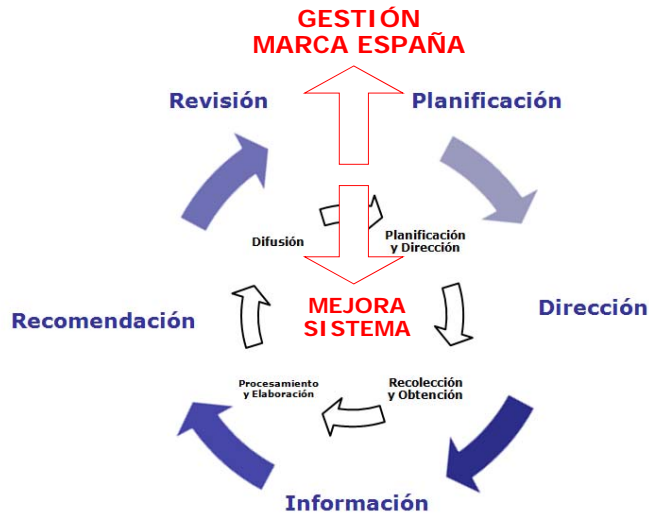 GESTIÓN
MARCA ESPAÑA
Revisión
Planificación
Difusión
Planificación
y Dirección
Recomendación
MEJORA
SISTEMA
Dirección
Procesamiento
y Elaboración
Recolección
y Obtención
Información